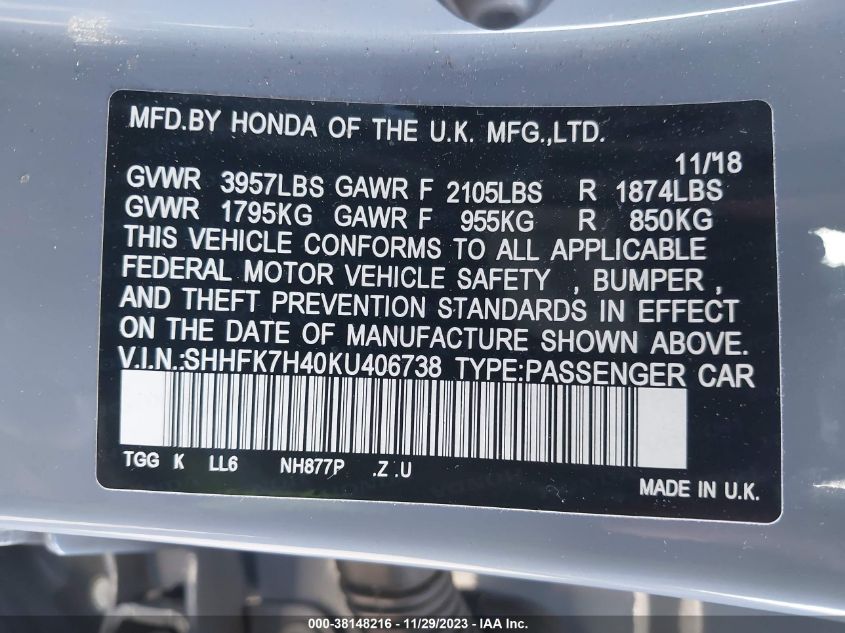 MFD.BY HONDA OF THE U.K. MFG.,LTD.
11/'18
GVWR 3957LBS GAWR F 2105LBS R 1874LBS
GVWR 1795KG GAWR F 955KG R 850KG
THIS VEHICLE CONFORMS TO ALL APPLICABLE
FEDERAL MOTOR VEHICLE SAFETY , BUMPER ,
AND THEFT PREVENTION STANDARDS IN EFFECT
ON THE DATE OF MANUFACTURE SHOWN ABOVE.
V.I.N.:SHHFK7H40KU406738 TYPE:PASSENGER CAR
TGG K LL6 NH877P .Z .U
MADE IN U.K.
000-38148216 - 11/29/2023 - IAAI.COM